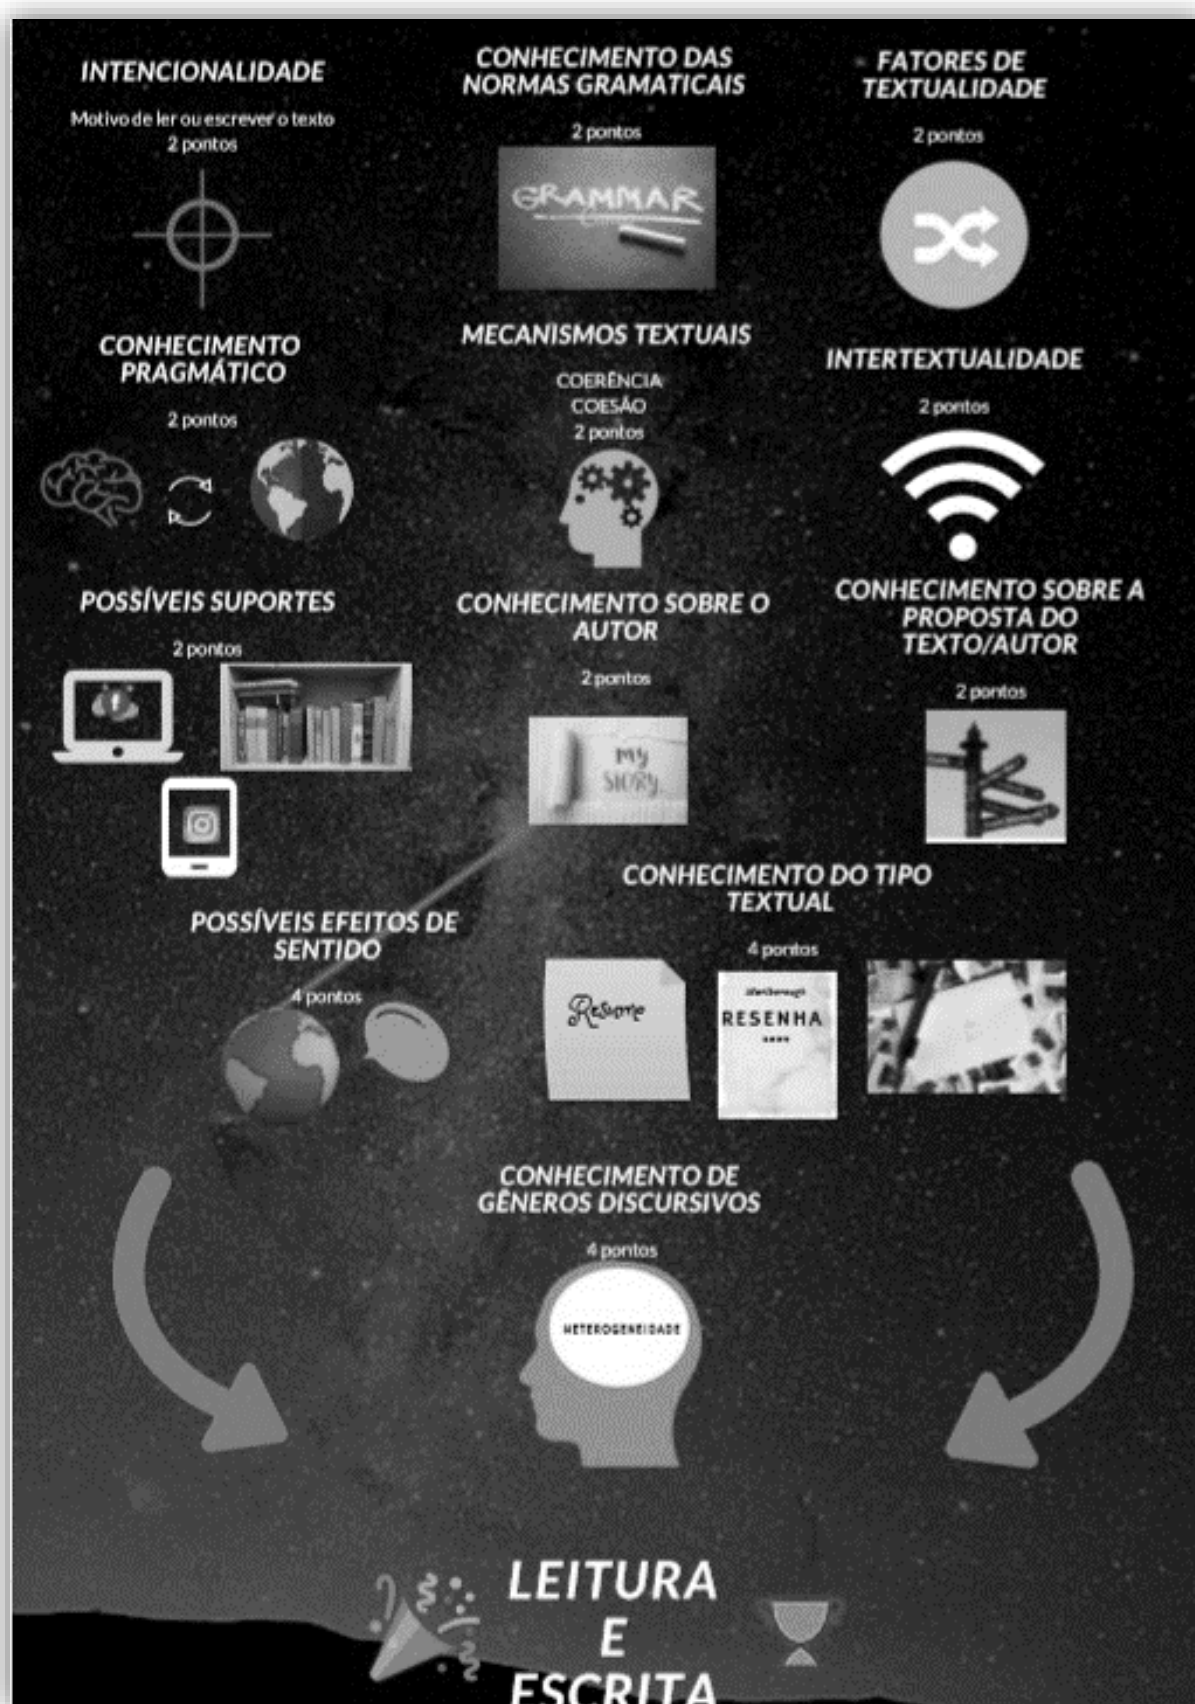 INTENCIONALIDADE
Motivo de ler ou escrever o texto
2 pontos
CONHECIMENTO DAS
NORMAS GRAMATICAIS
2 pontos
GRAMMAR
FATORES DE
TEXTUALIDADE
2 pontos
CONHECIMENTO
PRAGMÁTICO
2 pontos
MECANISMOS TEXTUAIS
COERÊNCIA
COESÃO
2 pontos
INTERTEXTUALIDADE
2 pontos
POSSÍVEIS SUPORTES
2 pontos
CONHECIMENTO SOBRE O
AUTOR
2 pontos
MY
STORY
CONHECIMENTO SOBRE A
PROPOSTA DO
TEXTO/AUTOR
2 pontos
POSSÍVEIS EFEITOS DE
SENTIDO
4 pontos
CONHECIMENTO DO TIPO
TEXTUAL
4 pontos
Resumo
RESENHA
CONHECIMENTO DE
GÊNEROS DISCURSIVOS
4 pontos
HETEROGENEIDADE
LEITURA
E
ESCRITA